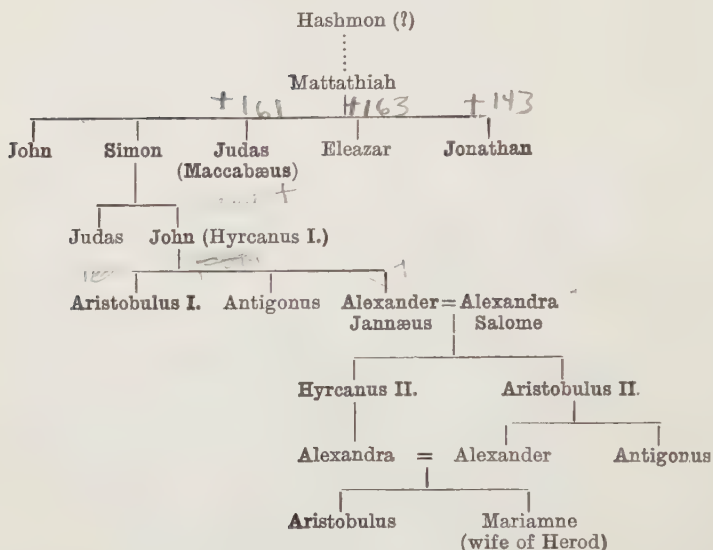 Hashmon (?)
Mattathiah
+161 +163 +143
John Simon Judas Eleazar Jonathan
(Maccabæus)
Judas John (Hyrcanus I.)
Aristobulus I. Antigonus Alexander = Alexandra
Jannæus Salome
Hyrcanus II. Aristobulus II.
Alexandra = Alexander Antigonus
Aristobulus Mariamne
(wife of Herod)